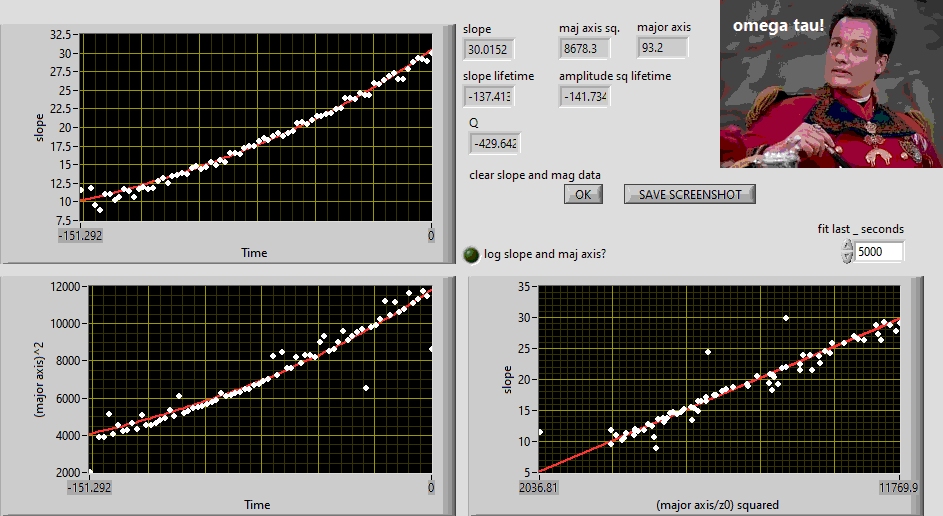 omega tau!
slope
maj axis sq.
major axis
30.0152
8678.3
93.2
slope lifetime
amplitude sq lifetime
-137.413
-141.734
Q
-429.642
clear slope and mag data
OK
SAVE SCREENSHOT
fit last _ seconds
5000
log slope and maj axis?
32.5
30
27.5
25
22.5
20
17.5
15
12.5
10
7.5
slope
-151.292
0
Time
12000
10000
8000
6000
4000
2000
(major axis)^2
-151.292
0
Time
35
30
25
20
15
10
5
slope
2036.81
11769.9
(major axis/z0) squared